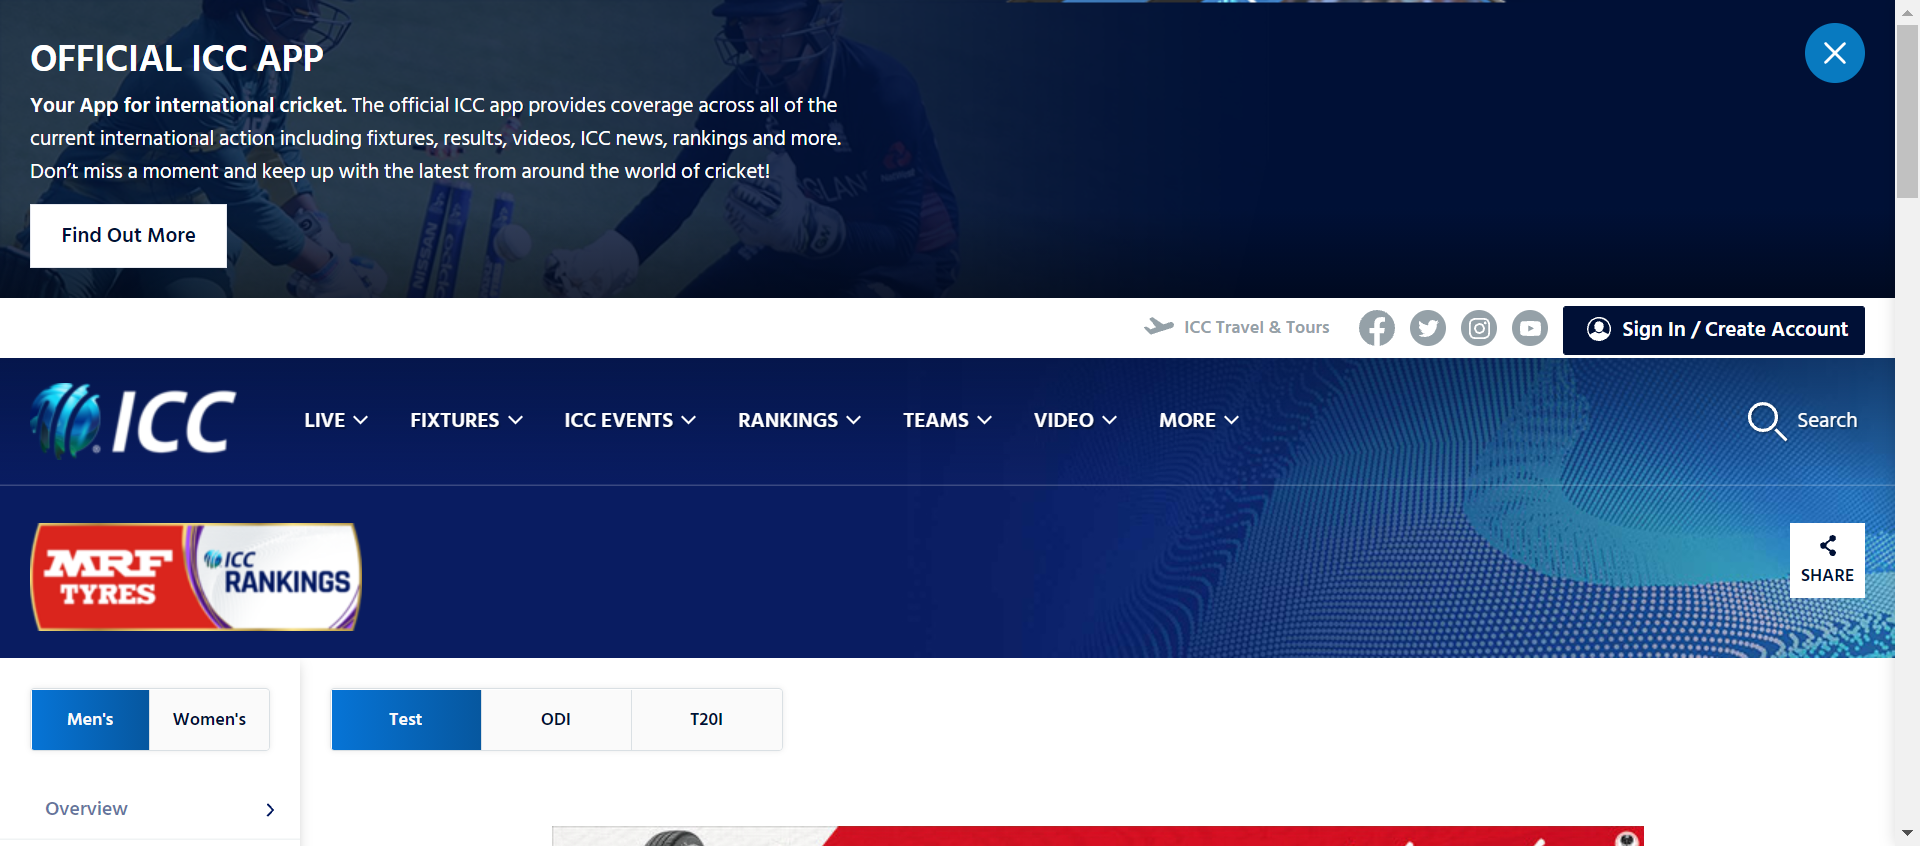 OFFICIAL ICC APP
Your App for international cricket. The official ICC app provides coverage across all of the
current international action including fixtures, results, videos, ICC news, rankings and more.
Don’t miss a moment and keep up with the latest from around the world of cricket!
NISSAN
Find Out More
ICC Travel & Tours
Sign In / Create Account
ICC
LIVE
FIXTURES
ICC EVENTS
RANKINGS
TEAMS
VIDEO
MORE
Search
MRF
TYRES
ICC
RANKINGS
SHARE
Men's
Women's
Test
ODI
T20I
Overview